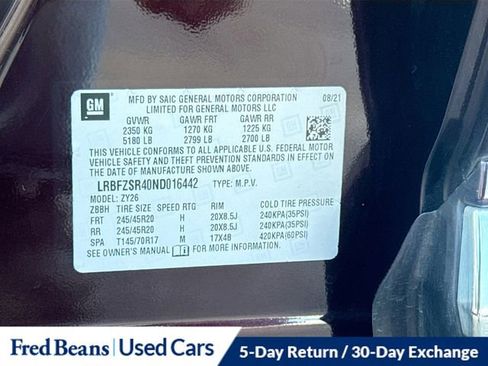 GM
MFD BY SAIC GENERAL MOTORS CORPORATION 08/21
LIMITED FOR GENERAL MOTORS LLC
GVWR GAWR FRT GAWR RR
2350 KG 1270 KG 1225 KG
5180 LB 2799 LB 2700 LB
THIS VEHICLE CONFORMS TO ALL APPLICABLE U.S. FEDERAL MOTOR
VEHICLE SAFETY, BUMPER, AND THEFT PREVENTION STANDARDS IN
EFFECT ON THE DATE OF MANUFACTURE SHOWN ABOVE.
LRBFZSR40ND016442 TYPE: M.P.V.
MODEL: ZY26
ZBBH TIRE SIZE SPEED RTG RIM COLD TIRE PRESSURE
FRT 245/45R20 H 20X8.5J 240KPA(35PSI)
RR 245/45R20 H 20X8.5J 240KPA(35PSI)
SPA T145/70R17 M 17X4B 420KPA(60PSI)
SEE OWNER'S MANUAL FOR MORE INFORMATION.
Fred Beans Used Cars 5-Day Return / 30-Day Exchange